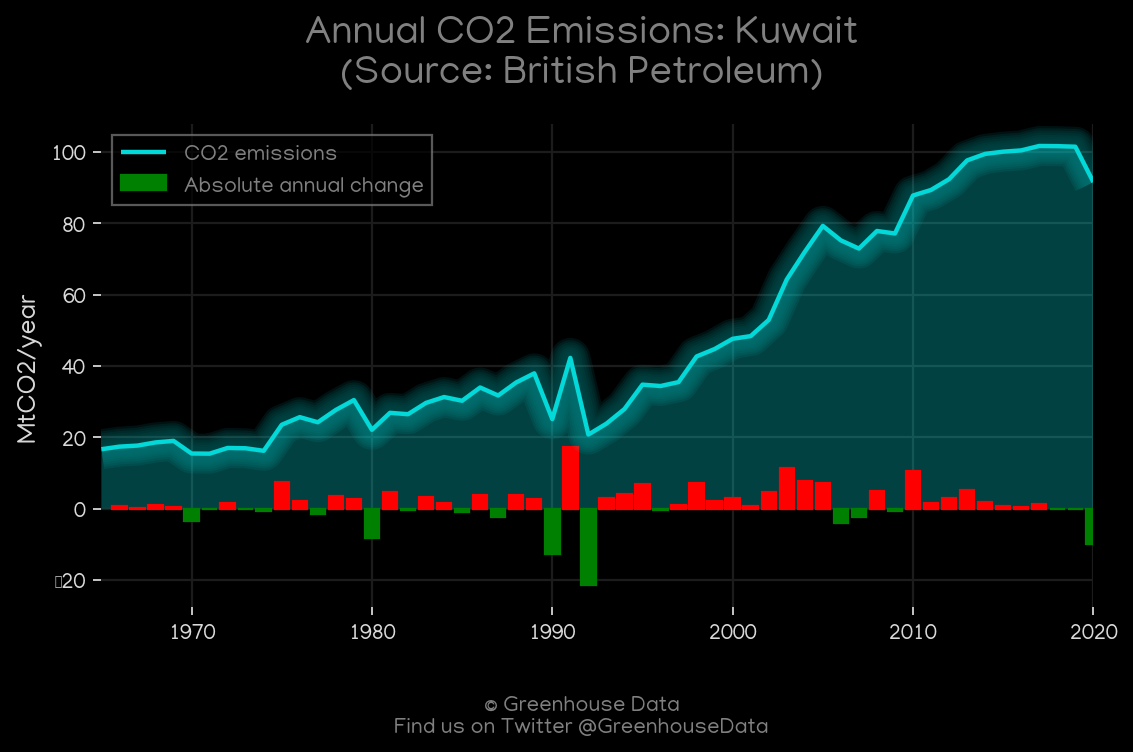 Annual CO2 Emissions: Kuwait
(Source: British Petroleum)
CO2 emissions
Absolute annual change
MtCO2/year
100
80
60
40
20
0
▯20
1970 1980 1990 2000 2010 2020
© Greenhouse Data
Find us on Twitter @GreenhouseData